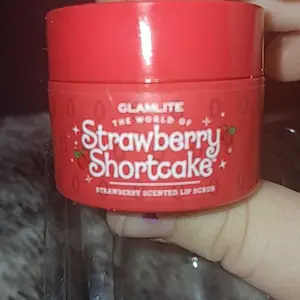 GLAMLITE
THE WORLD OF
Strawberry
Shortcake
STRAWBERRY SCENTED LIP SCRUB